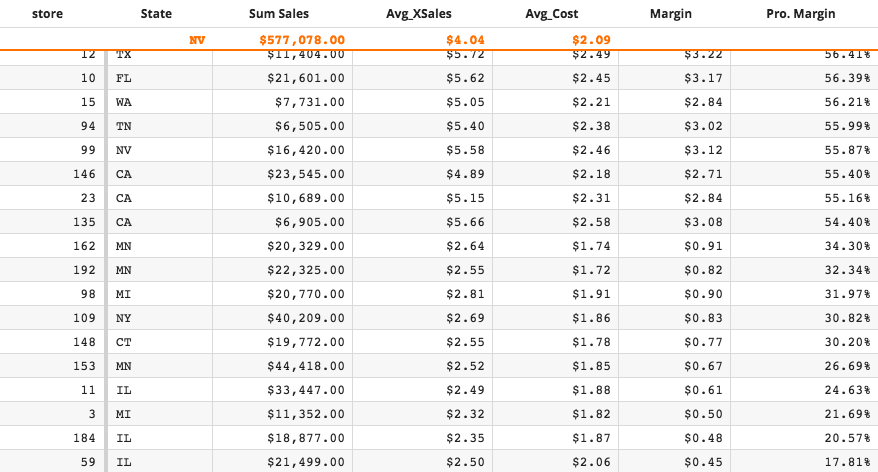 store State Sum Sales Avg_XSales Avg_Cost Margin Pro. Margin
NV $577,078.00 $4.04 $2.09
12 TX $11,404.00 $5.72 $2.49 $3.22 56.41%
10 FL $21,601.00 $5.62 $2.45 $3.17 56.39%
15 WA $7,731.00 $5.05 $2.21 $2.84 56.21%
94 TN $6,505.00 $5.40 $2.38 $3.02 55.99%
99 NV $16,420.00 $5.58 $2.46 $3.12 55.87%
146 CA $23,545.00 $4.89 $2.18 $2.71 55.40%
23 CA $10,689.00 $5.15 $2.31 $2.84 55.16%
135 CA $6,905.00 $5.66 $2.58 $3.08 54.40%
162 MN $20,329.00 $2.64 $1.74 $0.91 34.30%
192 MN $22,325.00 $2.55 $1.72 $0.82 32.34%
98 MI $20,770.00 $2.81 $1.91 $0.90 31.97%
109 NY $40,209.00 $2.69 $1.86 $0.83 30.82%
148 CT $19,772.00 $2.55 $1.78 $0.77 30.20%
153 MN $44,418.00 $2.52 $1.85 $0.67 26.69%
11 IL $33,447.00 $2.49 $1.88 $0.61 24.63%
3 MI $11,352.00 $2.32 $1.82 $0.50 21.69%
184 IL $18,877.00 $2.35 $1.87 $0.48 20.57%
59 IL $21,499.00 $2.50 $2.06 $0.45 17.81%